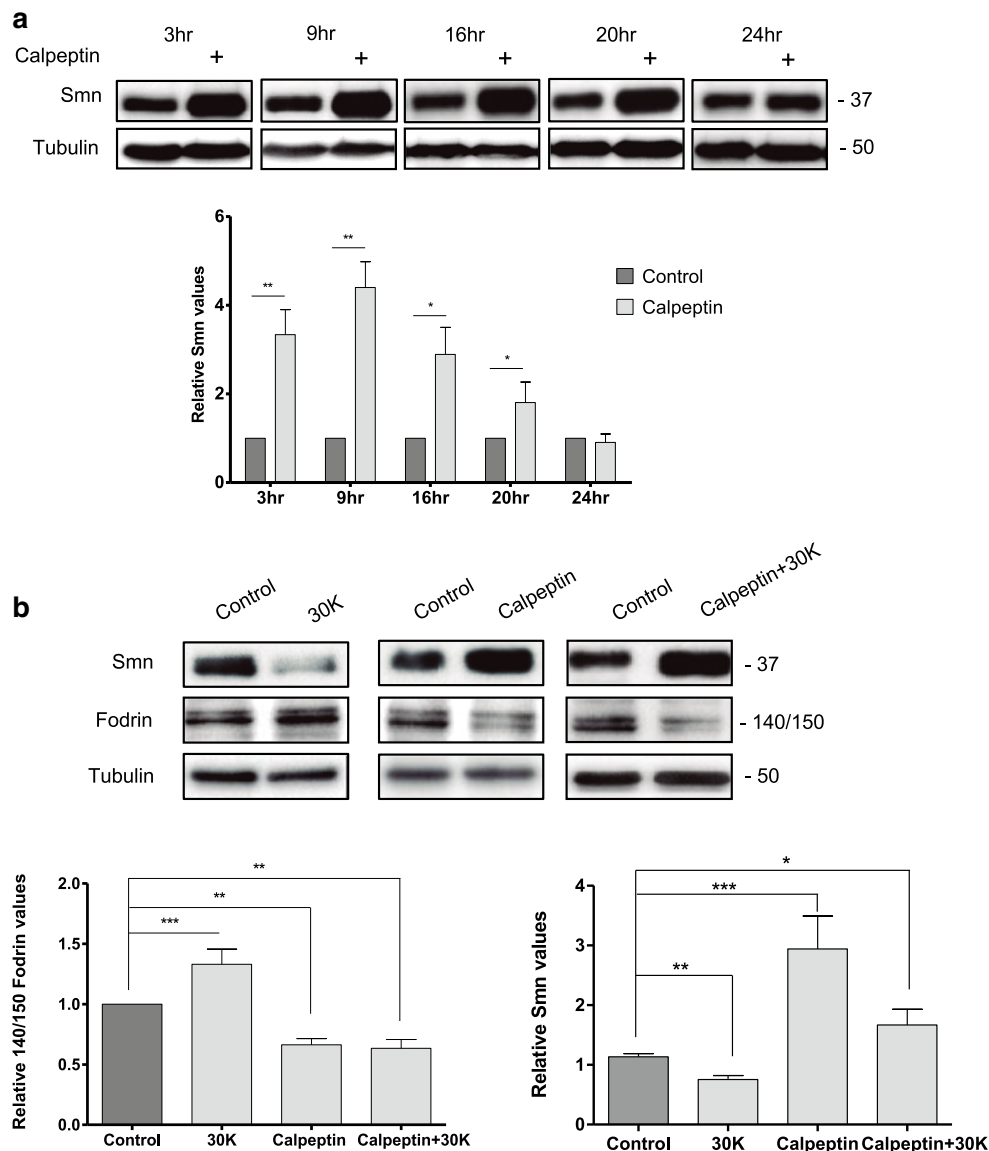 a
3hr 9hr 16hr 20hr 24hr
Calpeptin + + + + +
Smn - 37
Tubulin - 50
Relative Smn values
6
4
2
0
** ** * *
Control
Calpeptin
3hr 9hr 16hr 20hr 24hr
b
Control 30K Control Calpeptin Control Calpeptin+30K
Smn - 37
Fodrin - 140/150
Tubulin - 50
Relative 140/150 Fodrin values
2.0
1.5
1.0
0.5
0.0
**
**
***
Control 30K Calpeptin Calpeptin+30K
Relative Smn values
4
3
2
1
0
*
***
**
Control 30K Calpeptin Calpeptin+30K